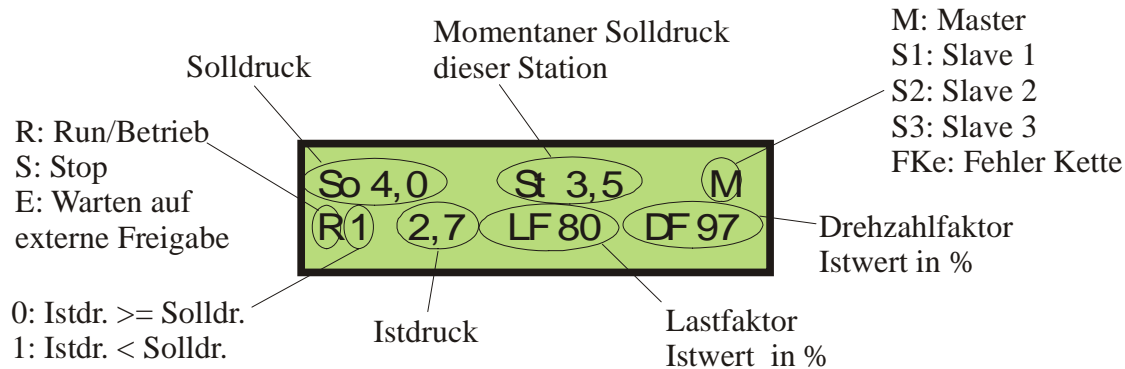 Solldruck
Momentaner Solldruck
dieser Station
M: Master
S1: Slave 1
S2: Slave 2
S3: Slave 3
FKe: Fehler Kette
R: Run/Betrieb
S: Stop
E: Warten auf
externe Freigabe
So 4,0 St 3,5 M
R1 2,7 LF 80 DF 97
Drehzahlfaktor
Istwert in %
0: Istdr. >= Solldr.
1: Istdr. < Solldr.
Istdruck
Lastfaktor
Istwert in %